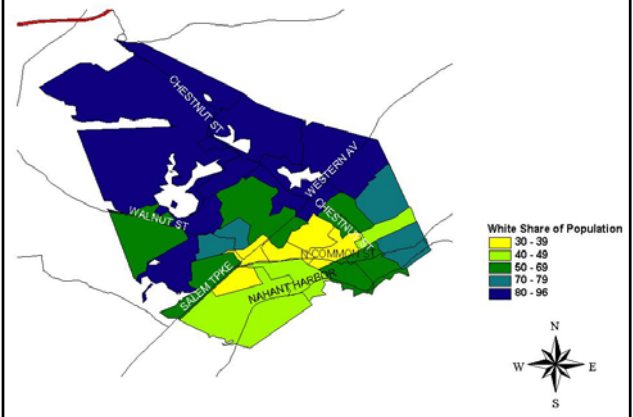 CHESTNUT ST
WESTERN AV
CHESTNUT ST
WALNUT ST
N COMMON ST
SALEM TPKE
NAHANT HARBOR
White Share of Population
30 - 39
40 - 49
50 - 69
70 - 79
80 - 96
N
W E
S